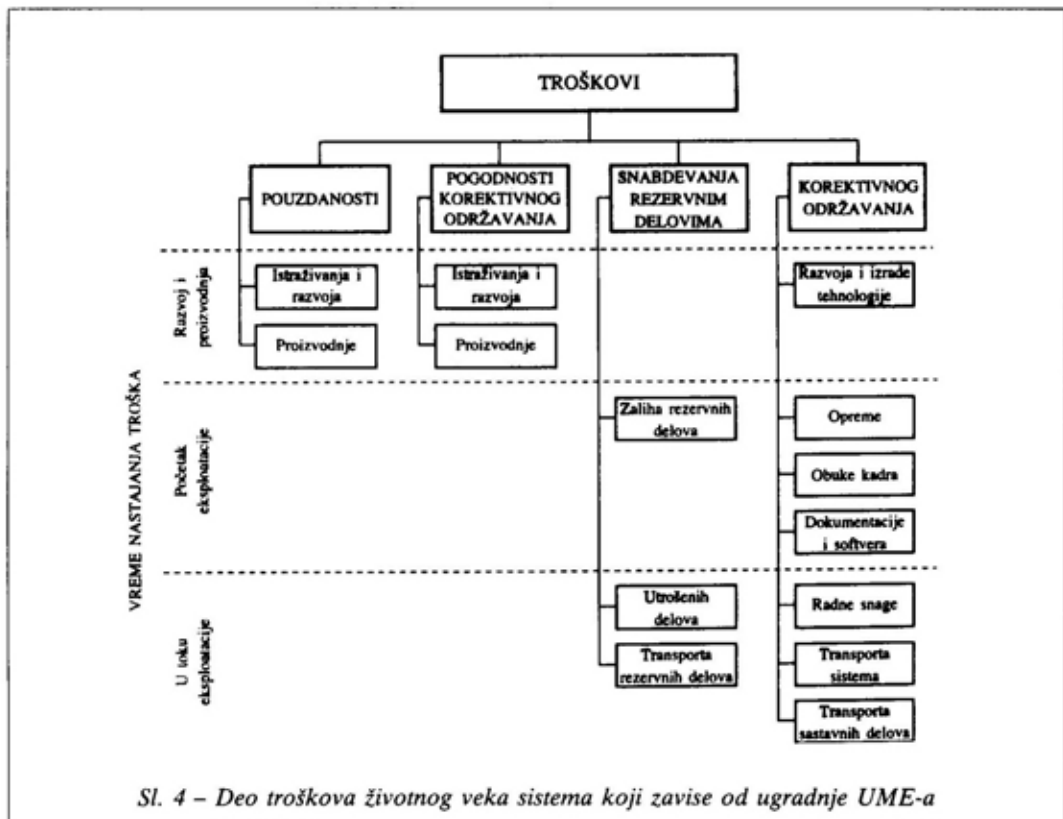 TROŠKOVI
POUZDANOSTI
POGODNOSTI
KOREKTIVNOG
ODRŽAVANJA
SNABDEVANJA
REZERVNIM
DELOVIMA
KOREKTIVNOG
ODRŽAVANJA
VREME NASTAJANJA TROŠKA
Razvoj i
proizvodnja
Istraživanja i
razvoja
Istraživanja i
razvoja
Razvoja i izrade
tehnologije
Proizvodnje
Proizvodnje
Početak
eksploatacije
Zaliha rezervnih
delova
Opreme
Obuke kadra
Dokumentacije
i softvera
U toku
eksploatacije
Utrošenih
delova
Radne snage
Transporta
rezervnih delova
Transporta
sistema
Transporta
sastavnih delova
Sl. 4 – Deo troškova životnog veka sistema koji zavise od ugradnje UME-a